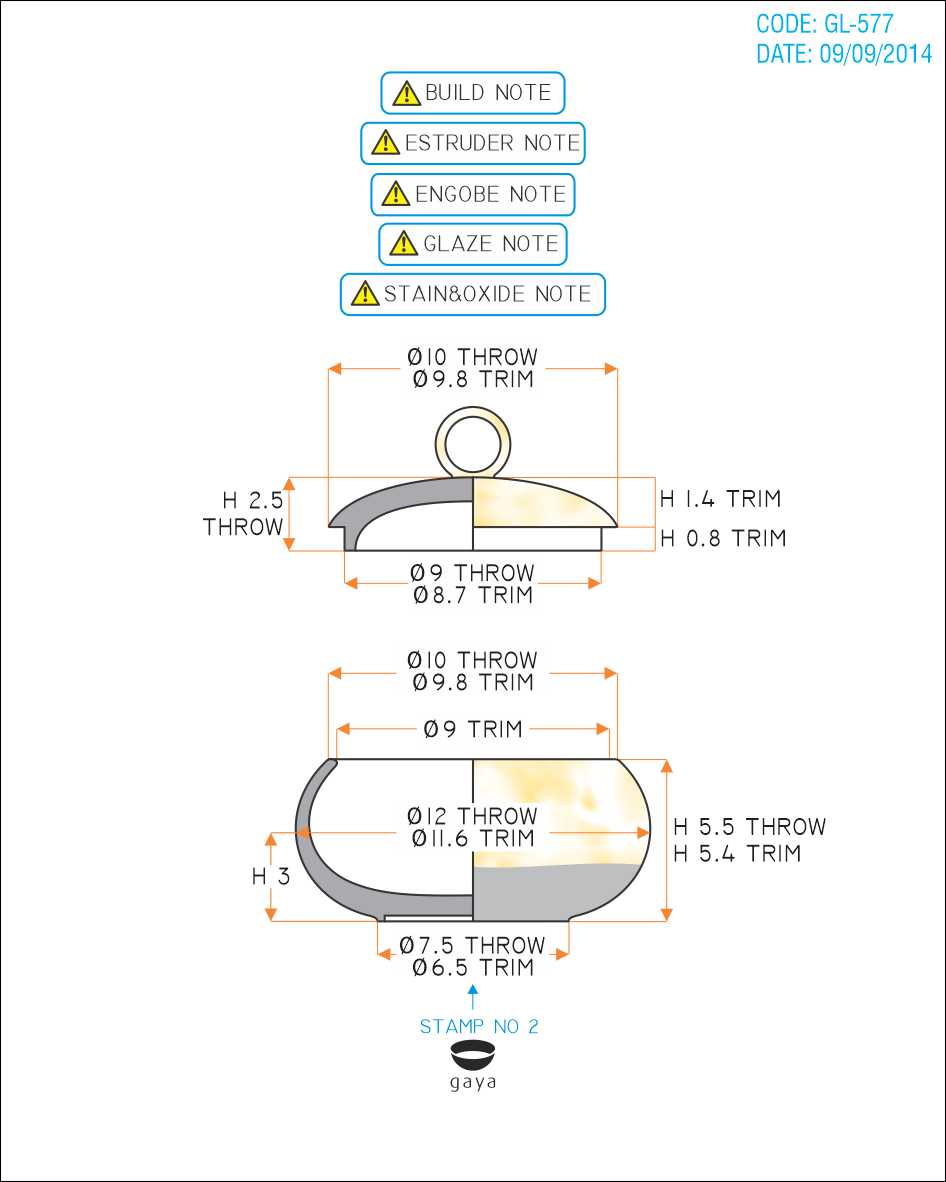 CODE: GL-577
DATE: 09/09/2014
BUILD NOTE
ESTRUDER NOTE
ENGOBE NOTE
GLAZE NOTE
STAIN&OXIDE NOTE
Ø10 THROW
Ø9.8 TRIM
H 2.5
THROW
H 1.4 TRIM
H 0.8 TRIM
Ø9 THROW
Ø8.7 TRIM
Ø10 THROW
Ø9.8 TRIM
Ø9 TRIM
Ø12 THROW
Ø11.6 TRIM
H 5.5 THROW
H 5.4 TRIM
H 3
Ø7.5 THROW
Ø6.5 TRIM
STAMP NO 2
gaya